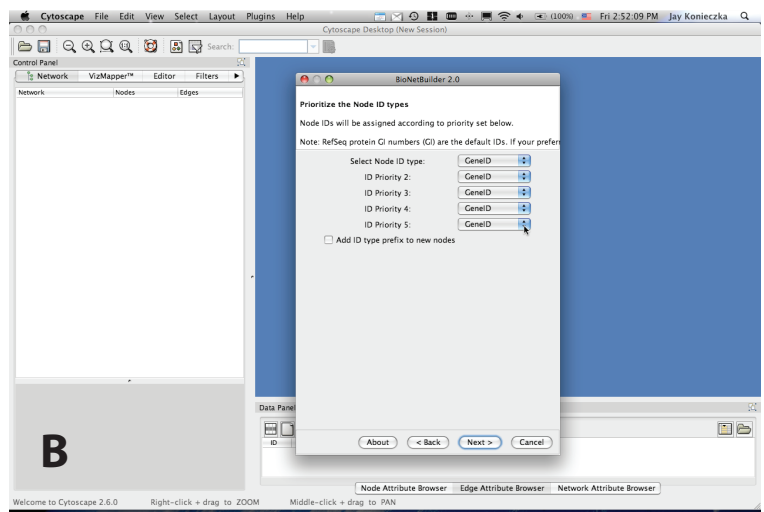 Cytoscape File Edit View Select Layout Plugins Help (100%) Fri 2:52:09 PM Jay Konieczka
Cytoscape Desktop (New Session)
Search:
Control Panel
Network VizMapper™ Editor Filters
Network Nodes Edges
BioNetBuilder 2.0
Prioritize the Node ID types
Node IDs will be assigned according to priority set below.
Note: RefSeq protein GI numbers (GI) are the default IDs. If your prefer
Select Node ID type: GeneID
ID Priority 2: GeneID
ID Priority 3: GeneID
ID Priority 4: GeneID
ID Priority 5: GeneID
Add ID type prefix to new nodes
Data Panel
ID
About < Back Next > Cancel
B
Node Attribute Browser Edge Attribute Browser Network Attribute Browser
Welcome to Cytoscape 2.6.0 Right-click + drag to ZOOM Middle-click + drag to PAN